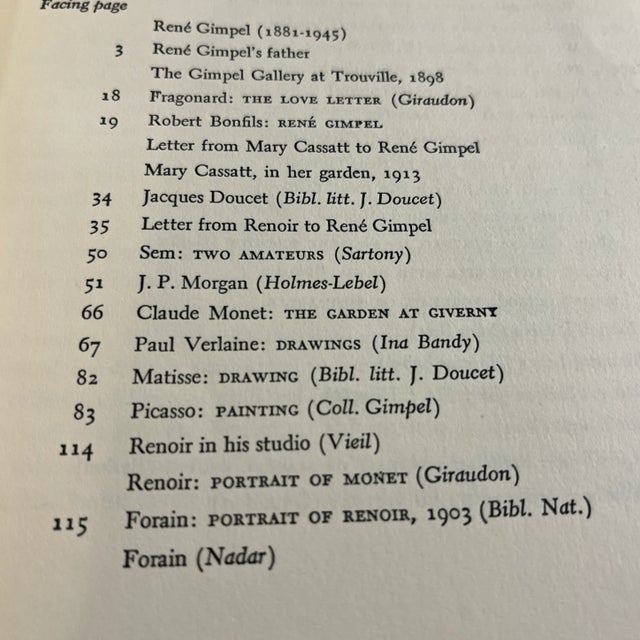 Facing page
René Gimpel (1881-1945)
3 René Gimpel's father
The Gimpel Gallery at Trouville, 1898
18 Fragonard: THE LOVE LETTER (Giraudon)
19 Robert Bonfils: RENÉ GIMPEL
Letter from Mary Cassatt to René Gimpel
Mary Cassatt, in her garden, 1913
34 Jacques Doucet (Bibl. litt. J. Doucet)
35 Letter from Renoir to René Gimpel
50 Sem: TWO AMATEURS (Sartony)
51 J. P. Morgan (Holmes-Lebel)
66 Claude Monet: THE GARDEN AT GIVERNY
67 Paul Verlaine: DRAWINGS (Ina Bandy)
82 Matisse: DRAWING (Bibl. litt. J. Doucet)
83 Picasso: PAINTING (Coll. Gimpel)
114 Renoir in his studio (Vieil)
Renoir: PORTRAIT OF MONET (Giraudon)
115 Forain: PORTRAIT OF RENOIR, 1903 (Bibl. Nat.)
Forain (Nadar)